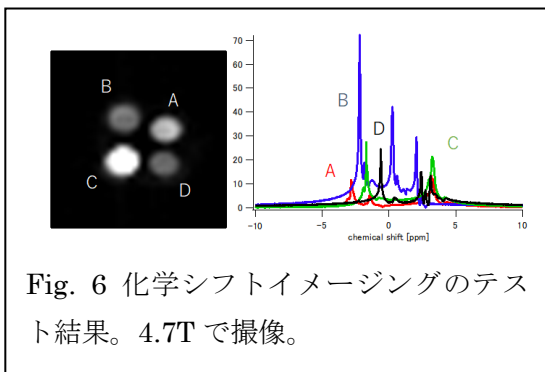 B
A
C
D
70
60
50
40
30
20
10
0
B
D
C
A
-10
-5
0
5
10
chemical shift [ppm]
Fig. 6 化学シフトイメージングのテス
ト結果。4.7T で撮像。